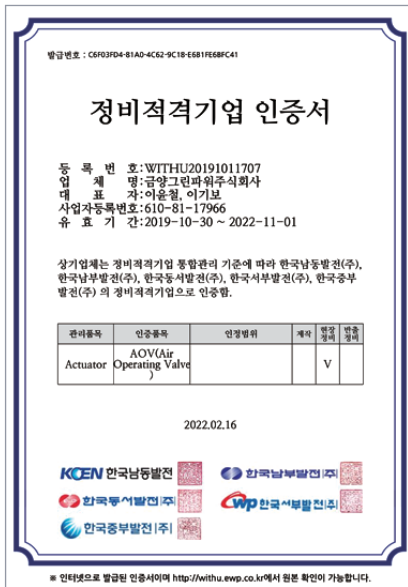 발급번호 : C6F03FD4-81A0-4C62-9C18-E6B1FE6BFC41
정비적격기업 인증서
등 록 번 호:WITHU20191011707
업 체 명:금양그린파워주식회사
대 표 자:이윤철, 이기보
사업자등록번호:610-81-17966
유 효 기 간:2019-10-30 ~ 2022-11-01
상기업체는 정비적격기업 통합관리 기준에 따라 한국남동발전(주),
한국남부발전(주), 한국동서발전(주), 한국서부발전(주), 한국중부
발전(주) 의 정비적격기업으로 인증함.
관리품목 인증품목 인정범위 제작 현장정비 반출정비
Actuator AOV(Air Operating Valve) V
2022.02.16
KOEN 한국남동발전
한국남부발전(주)
한국동서발전(주)
Cwp 한국서부발전(주)
한국중부발전(주)
※ 인터넷으로 발급된 인증서이며 http://withu.ewp.co.kr에서 원본 확인이 가능합니다.